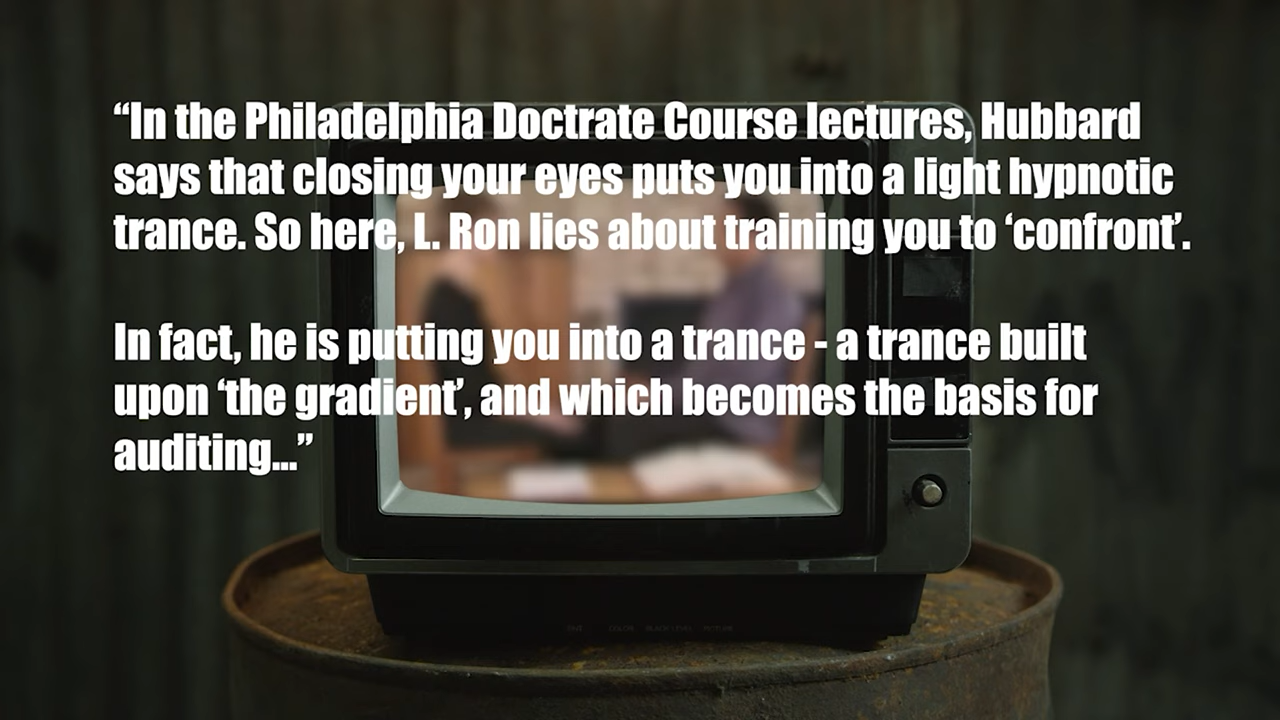 “In the Philadelphia Doctrate Course lectures, Hubbard
says that closing your eyes puts you into a light hypnotic
trance. So here, L. Ron lies about training you to ‘confront’.
In fact, he is putting you into a trance - a trance built
upon ‘the gradient’, and which becomes the basis for
auditing...”